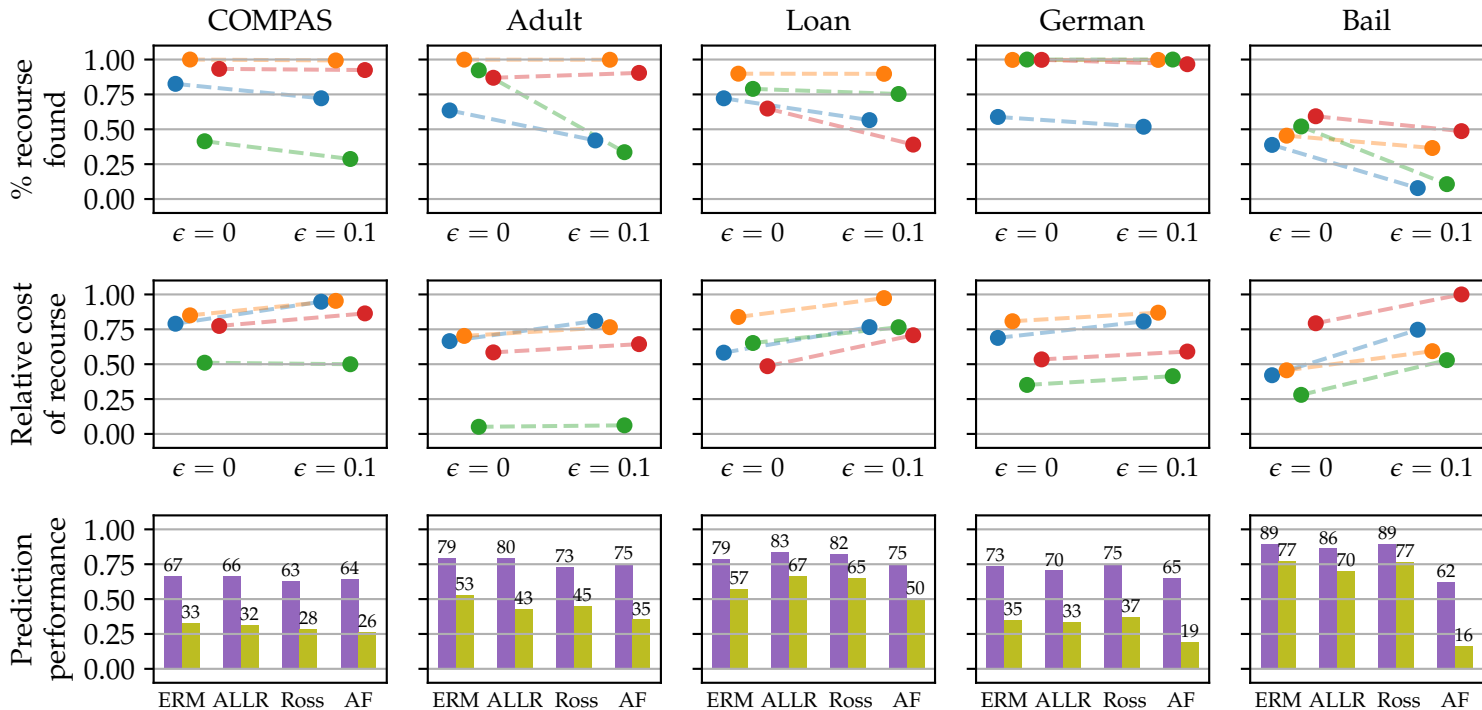 COMPAS Adult Loan German Bail
% recourse
found
1.00
0.75
0.50
0.25
0.00
ϵ = 0 ϵ = 0.1 ϵ = 0 ϵ = 0.1 ϵ = 0 ϵ = 0.1 ϵ = 0 ϵ = 0.1 ϵ = 0 ϵ = 0.1
Relative cost
of recourse
1.00
0.75
0.50
0.25
0.00
ϵ = 0 ϵ = 0.1 ϵ = 0 ϵ = 0.1 ϵ = 0 ϵ = 0.1 ϵ = 0 ϵ = 0.1 ϵ = 0 ϵ = 0.1
Prediction
performance
1.00
0.75
0.50
0.25
0.00
67 33 66 32 63 28 64 26
79 53 80 43 73 45 75 35
79 57 83 67 82 65 75 50
73 35 70 33 75 37 65 19
89 77 86 70 89 77 62 16
ERM ALLR Ross AF ERM ALLR Ross AF ERM ALLR Ross AF ERM ALLR Ross AF ERM ALLR Ross AF